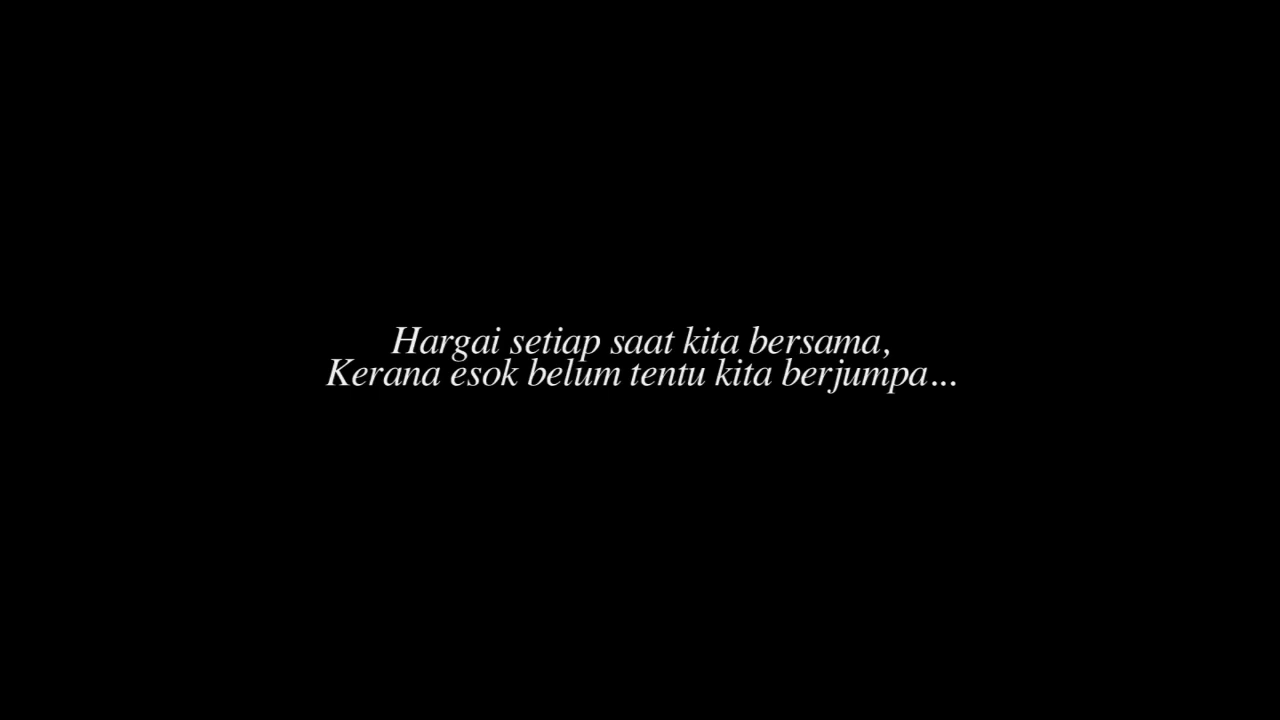 Hargai setiap saat kita bersama,
Kerana esok belum tentu kita berjumpa...